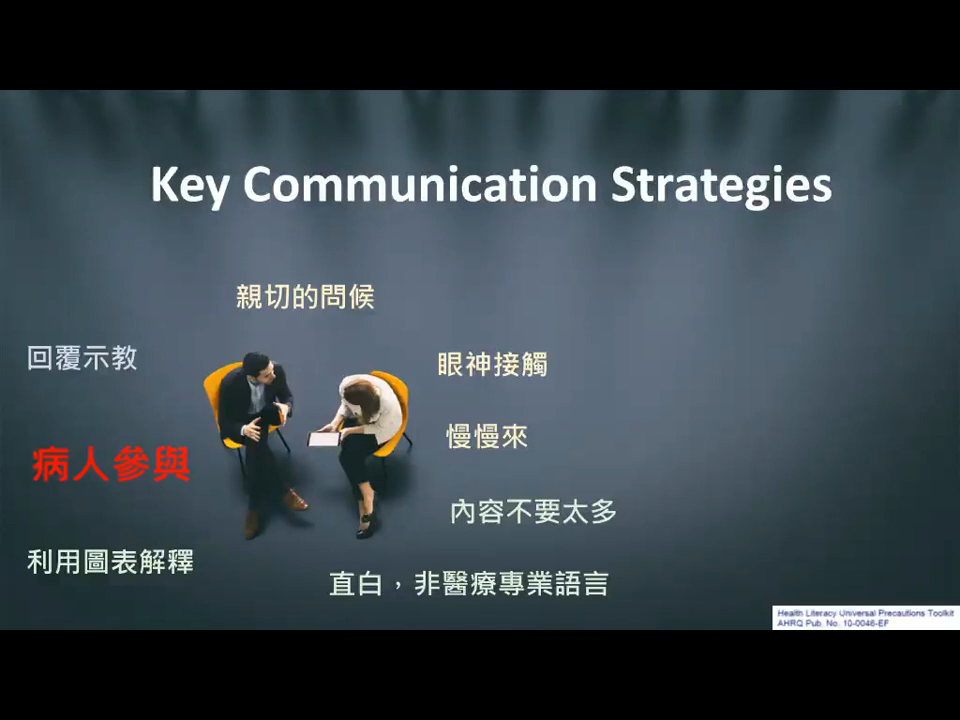 Key Communication Strategies
親切的問候
眼神接觸
慢慢來
內容不要太多
直白，非醫療專業語言
利用圖表解釋
病人參與
回覆示教
Health Literacy Universal Precautions Toolkit
AHRQ Pub. No. 10-0046-EF